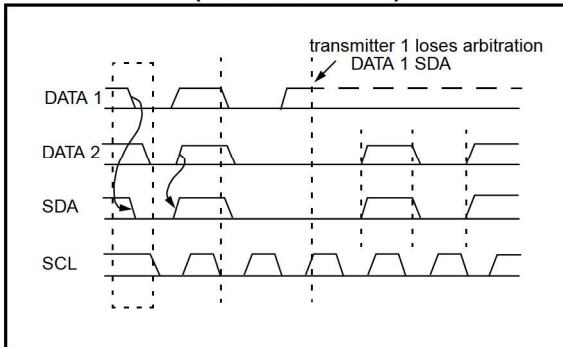 transmitter 1 loses arbitration
DATA 1 SDA
DATA 1
DATA 2
SDA
SCL